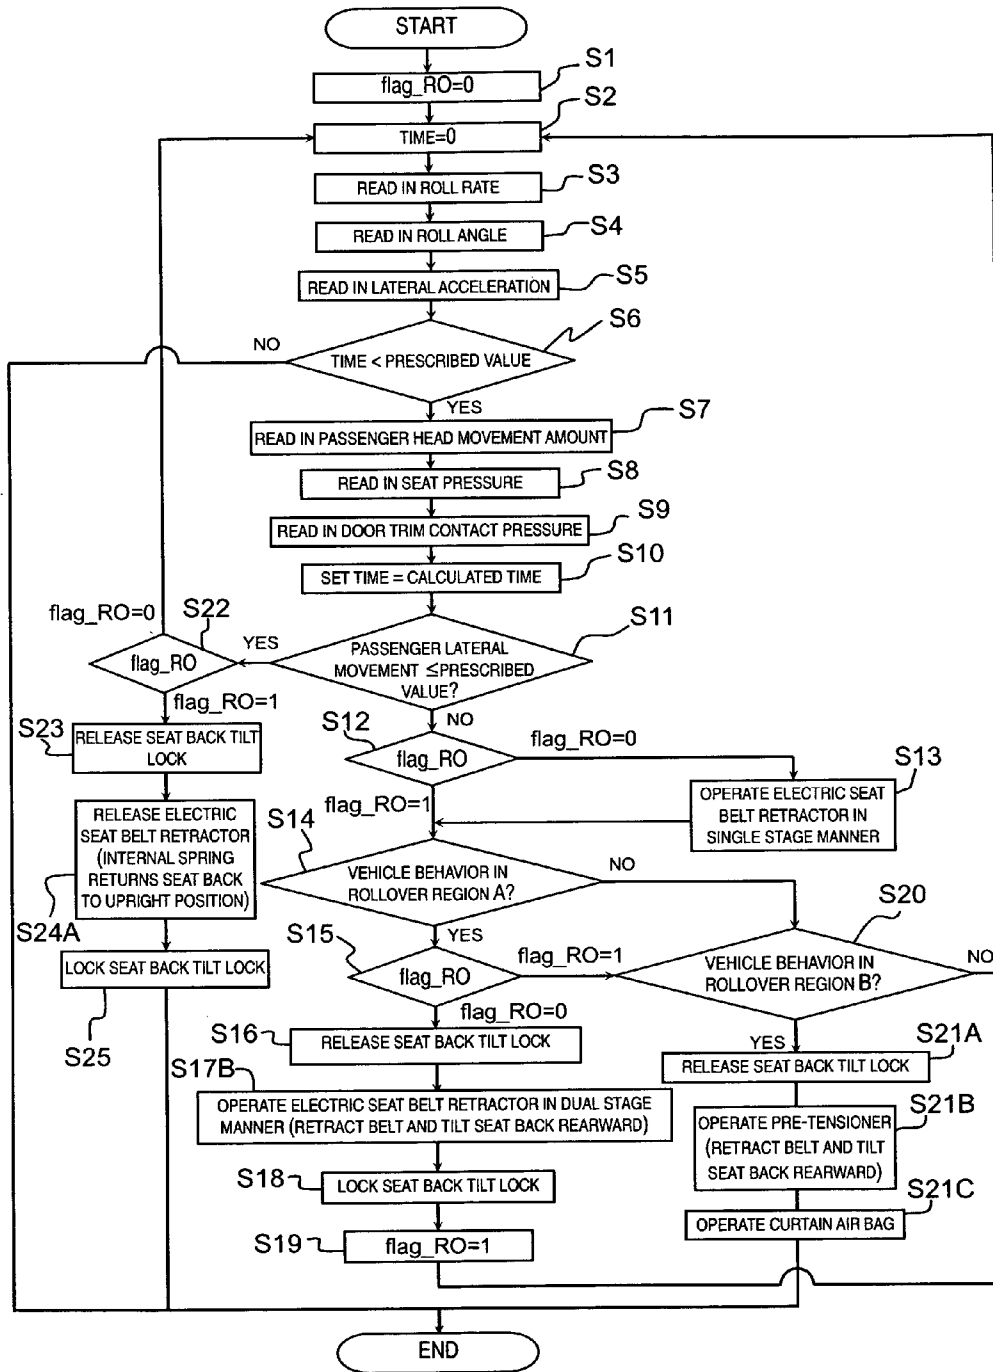 START
S1
flag_RO=0
S2
TIME=0
S3
READ IN ROLL RATE
S4
READ IN ROLL ANGLE
S5
READ IN LATERAL ACCELERATION
S6
NO
TIME < PRESCRIBED VALUE
YES
S7
READ IN PASSENGER HEAD MOVEMENT AMOUNT
S8
READ IN SEAT PRESSURE
S9
READ IN DOOR TRIM CONTACT PRESSURE
S10
SET TIME = CALCULATED TIME
flag_RO=0
S22
S11
YES
flag_RO
PASSENGER LATERAL
MOVEMENT ≤PRESCRIBED
VALUE?
flag_RO=1
NO
S23
RELEASE SEAT BACK TILT
LOCK
S12
flag_RO
flag_RO=0
S13
OPERATE ELECTRIC SEAT
BELT RETRACTOR IN
SINGLE STAGE MANNER
flag_RO=1
RELEASE ELECTRIC
SEAT BELT RETRACTOR
(INTERNAL SPRING
RETURNS SEAT BACK
TO UPRIGHT POSITION)
S24A
S14
VEHICLE BEHAVIOR IN
ROLLOVER REGION A?
NO
YES
LOCK SEAT BACK TILT LOCK
S25
S15
flag_RO
flag_RO=1
S20
VEHICLE BEHAVIOR IN
ROLLOVER REGION B?
NO
flag_RO=0
YES
S16
RELEASE SEAT BACK TILT LOCK
S21A
RELEASE SEAT BACK TILT LOCK
S17B
OPERATE ELECTRIC SEAT BELT RETRACTOR IN DUAL STAGE
MANNER (RETRACT BELT AND TILT SEAT BACK REARWARD)
S21B
OPERATE PRE-TENSIONER
(RETRACT BELT AND TILT
SEAT BACK REARWARD)
S18
LOCK SEAT BACK TILT LOCK
S21C
OPERATE CURTAIN AIR BAG
S19
flag_RO=1
END